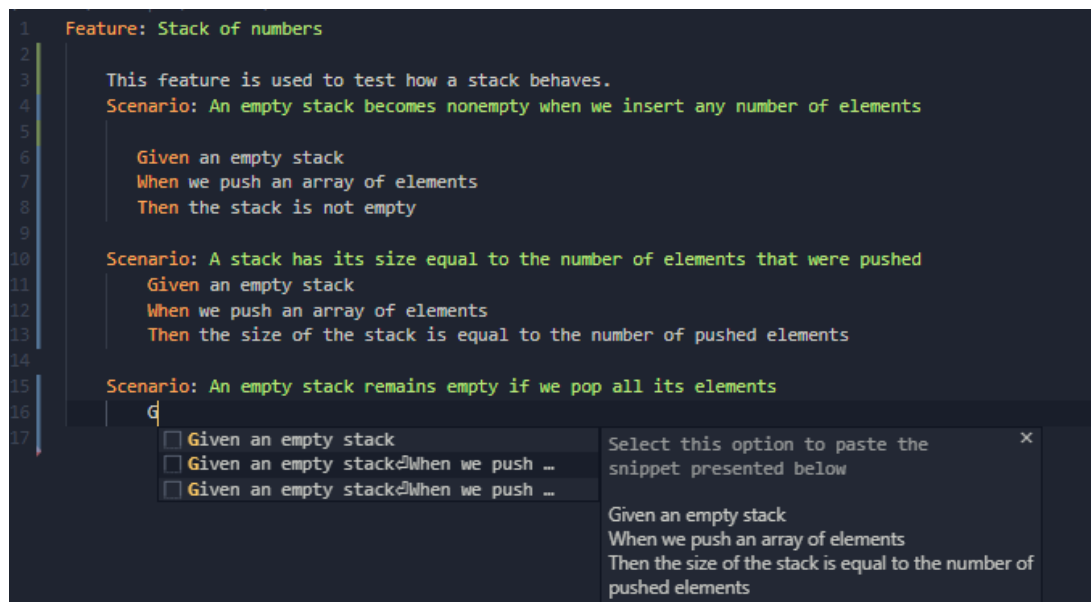 1 Feature: Stack of numbers
2
3 This feature is used to test how a stack behaves.
4 Scenario: An empty stack becomes nonempty when we insert any number of elements
5
6 Given an empty stack
7 When we push an array of elements
8 Then the stack is not empty
9
10 Scenario: A stack has its size equal to the number of elements that were pushed
11 Given an empty stack
12 When we push an array of elements
13 Then the size of the stack is equal to the number of pushed elements
14
15 Scenario: An empty stack remains empty if we pop all its elements
16 G
17
Given an empty stack
Given an empty stack⏎When we push …
Given an empty stack⏎When we push …
Select this option to paste the
snippet presented below
Given an empty stack
When we push an array of elements
Then the size of the stack is equal to the number of
pushed elements